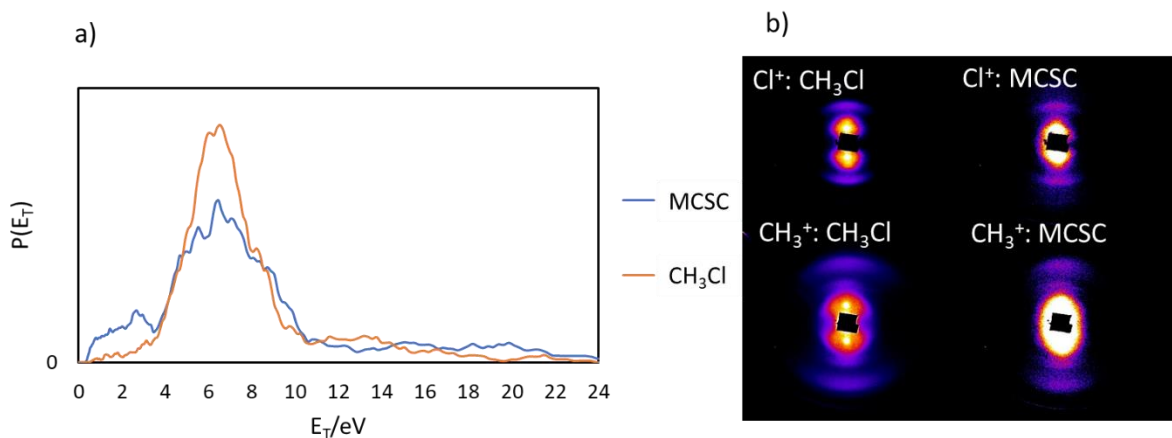 a)
P(E_T)
0
0 2 4 6 8 10 12 14 16 18 20 22 24
E_T/eV
MCSC
CH₃Cl
b)
Cl⁺: CH₃Cl
Cl⁺: MCSC
CH₃⁺: CH₃Cl
CH₃⁺: MCSC